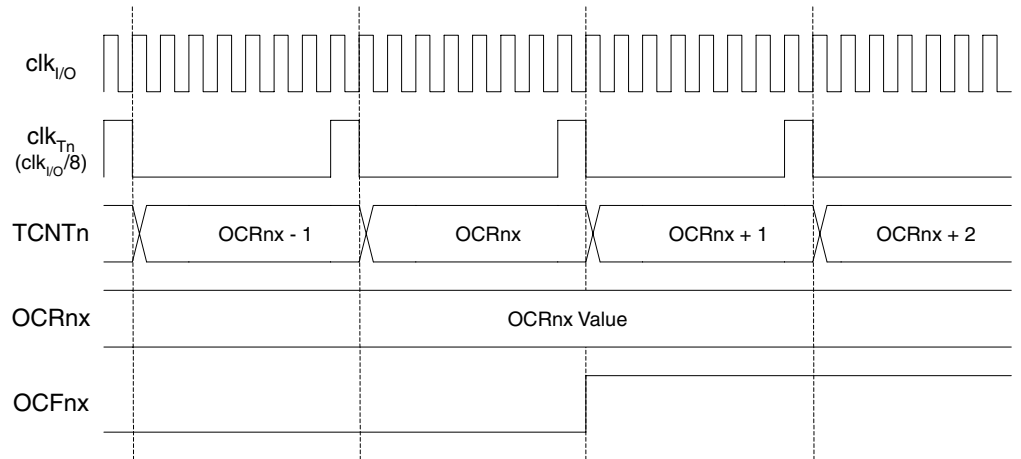 clkI/O
clkTn
(clkI/O/8)
TCNTn OCRnx - 1 OCRnx OCRnx + 1 OCRnx + 2
OCRnx OCRnx Value
OCFnx